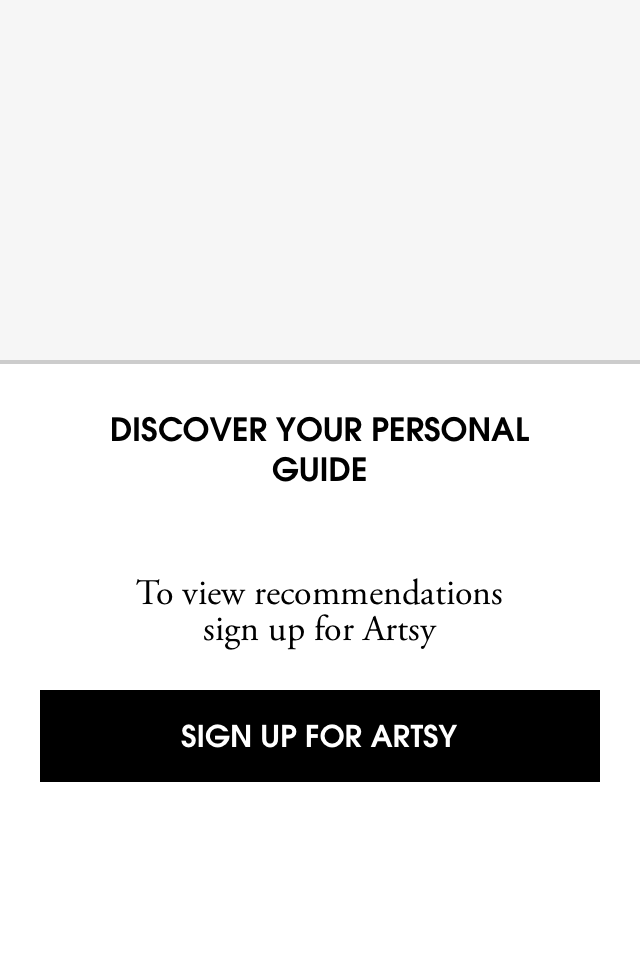 DISCOVER YOUR PERSONAL
GUIDE
To view recommendations
sign up for Artsy
SIGN UP FOR ARTSY